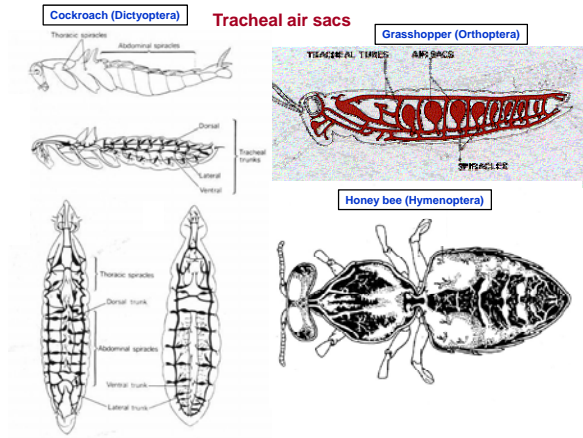 Tracheal air sacs
Cockroach (Dictyoptera)
Thoracic spiracles
Abdominal spiracles
Dorsal
Tracheal
trunks
Lateral
Ventral
Thoracic spiracles
Dorsal trunk
Abdominal spiracles
Ventral trunk
Lateral trunk
Grasshopper (Orthoptera)
TRACHEAL TUBES
AIR SACS
SPIRACLES
Honey bee (Hymenoptera)